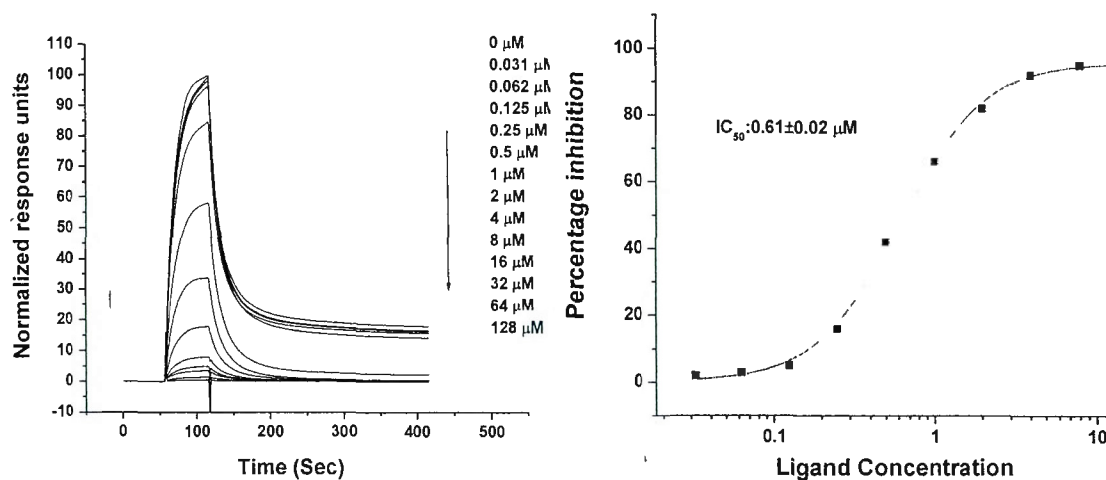 Normalized response units
110
100
90
80
70
60
50
40
30
20
10
0
-10
0
100
200
300
400
500
Time (Sec)
0 μM
0.031 μM
0.062 μM
0.125 μM
0.25 μM
0.5 μM
1 μM
2 μM
4 μM
8 μM
16 μM
32 μM
64 μM
128 μM
Percentage inhibition
100
80
60
40
20
0
IC50:0.61±0.02 μM
0.1
1
10
Ligand Concentration